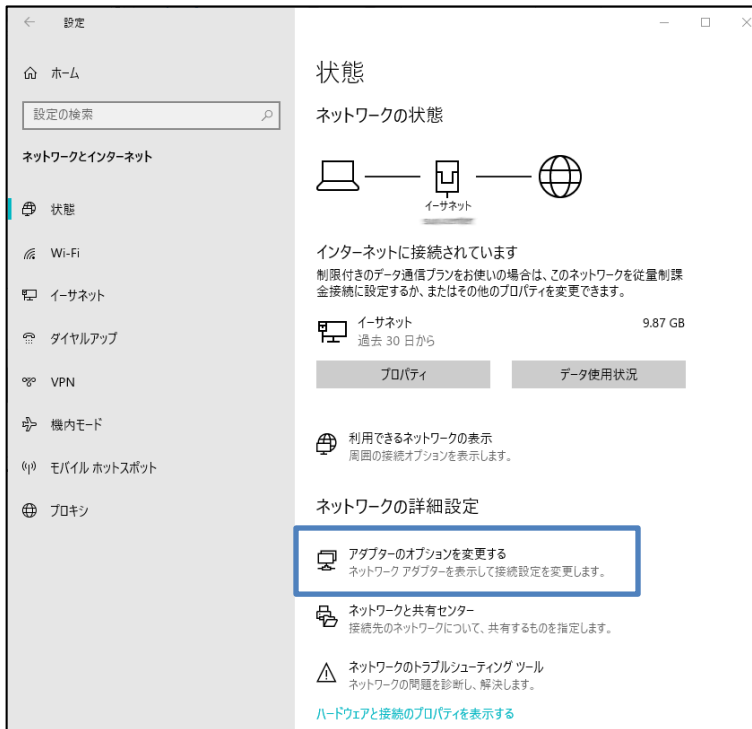 設定
ホーム
設定の検索
ネットワークとインターネット
状態
Wi-Fi
イーサネット
ダイヤルアップ
VPN
機内モード
モバイル ホットスポット
プロキシ
状態
ネットワークの状態
イーサネット
インターネットに接続されています
制限付きのデータ通信プランをお使いの場合は、このネットワークを従量制課
金接続に設定するか、またはその他のプロパティを変更できます。
イーサネット
過去 30 日から
9.87 GB
プロパティ
データ使用状況
利用できるネットワークの表示
周囲の接続オプションを表示します。
ネットワークの詳細設定
アダプターのオプションを変更する
ネットワーク アダプターを表示して接続設定を変更します。
ネットワークと共有センター
接続先のネットワークについて、共有するものを指定します。
ネットワークのトラブルシューティング ツール
ネットワークの問題を診断し、解決します。
ハードウェアと接続のプロパティを表示する